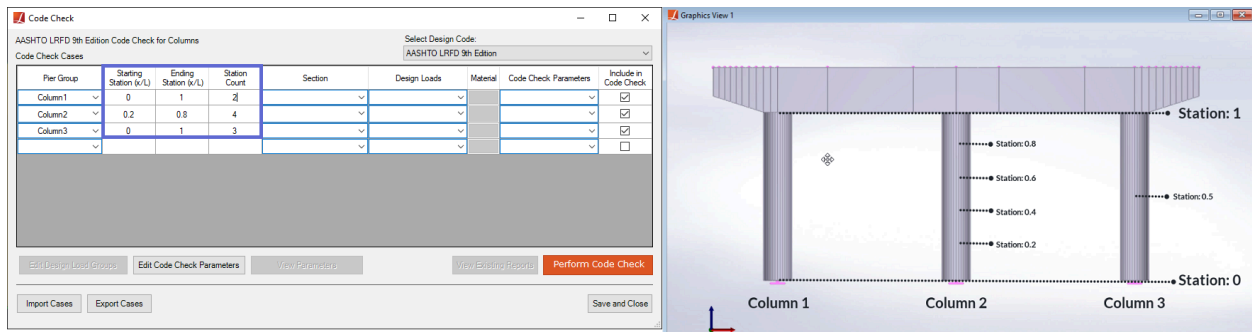 Code Check
AASHTO LRFD 9th Edition Code Check for Columns
Select Design Code:
Code Check Cases
AASHTO LRFD 9th Edition
Pier Group Starting Station (x/L) Ending Station (x/L) Station Count Section Design Loads Material Code Check Parameters Include in Code Check
Column1 0 1 2
Column2 0.2 0.8 4
Column3 0 1 3
Edit Design Load Groups Edit Code Check Parameters View Parameters View Existing Reports Perform Code Check
Import Cases Export Cases Save and Close
Graphics View 1
Station: 1
Station: 0.8
Station: 0.6
Station: 0.5
Station: 0.4
Station: 0.2
Station: 0
Column 1 Column 2 Column 3